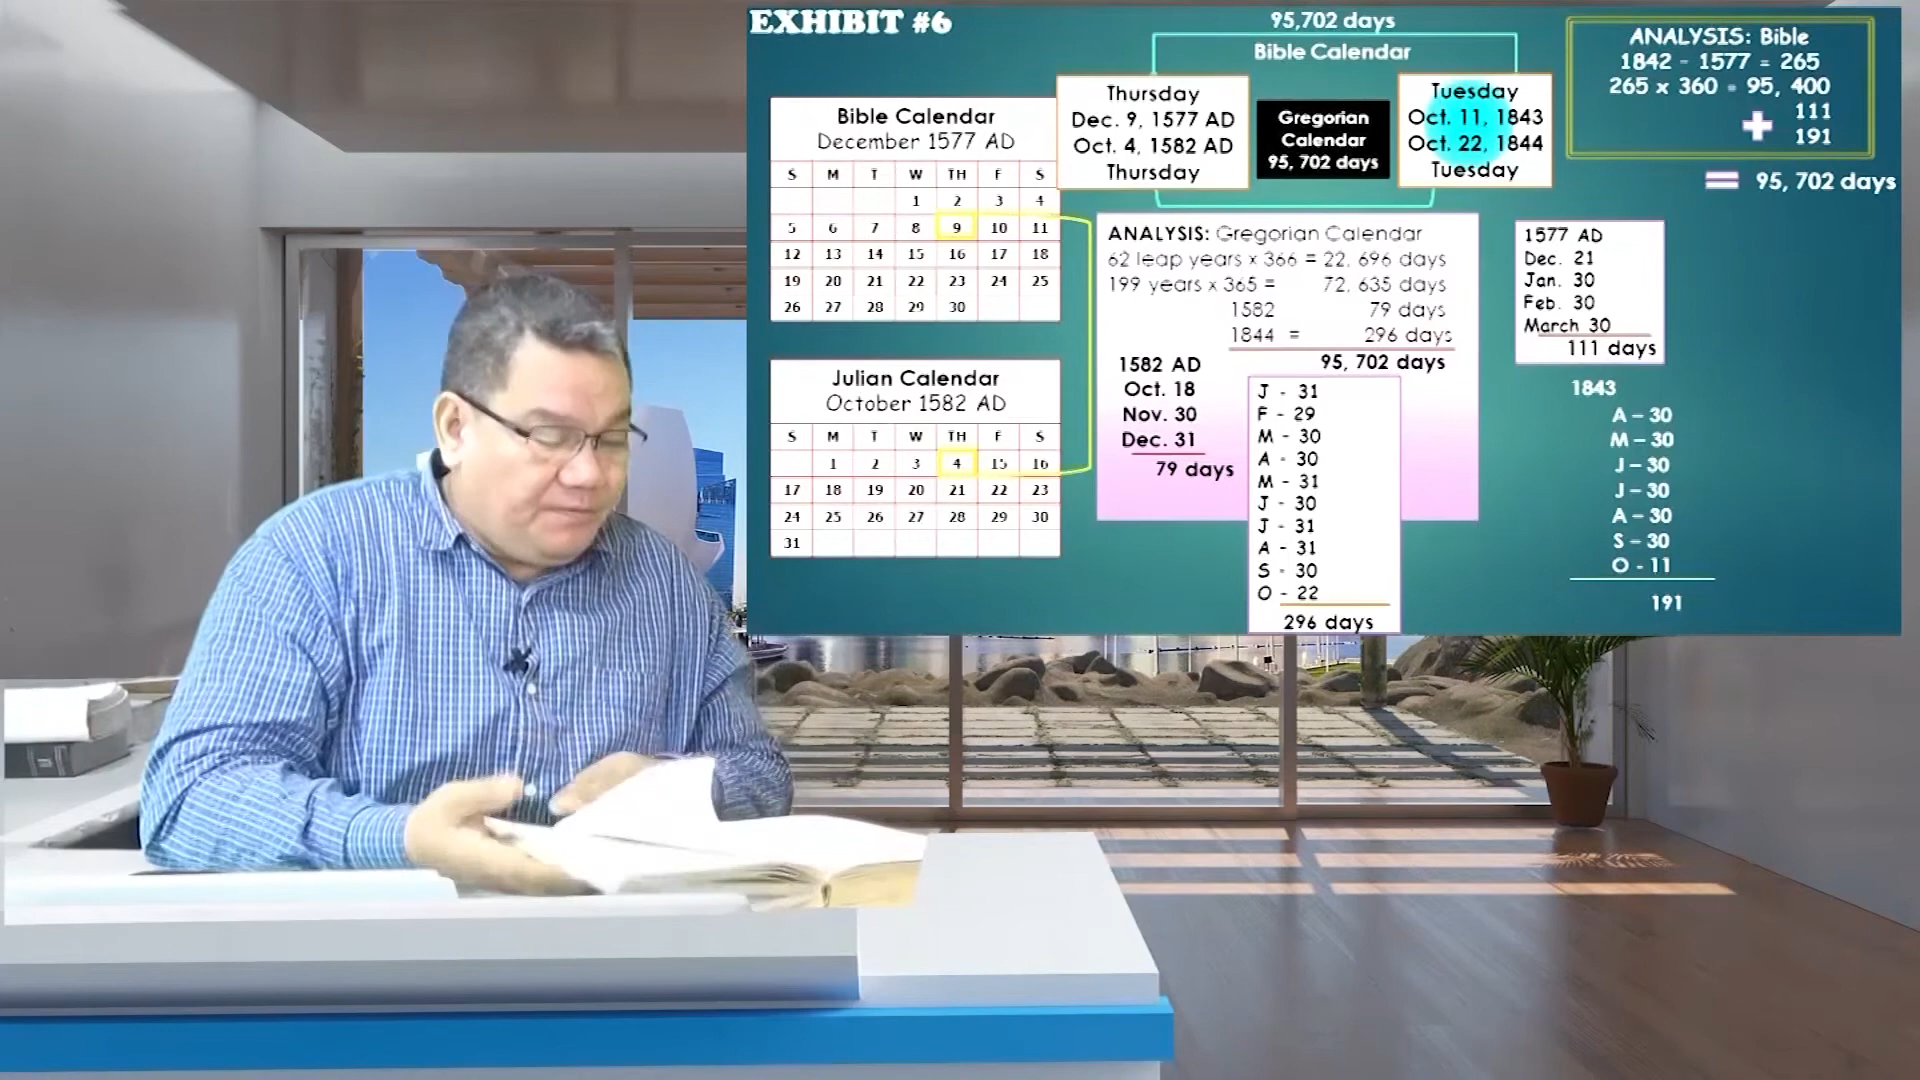 EXHIBIT #6
95,702 days
Bible Calendar
Thursday
Dec. 9, 1577 AD
Oct. 4, 1582 AD
Thursday
Gregorian
Calendar
95, 702 days
Tuesday
Oct. 11, 1843
Oct. 22, 1844
Tuesday
ANALYSIS: Bible
1842 - 1577 = 265
265 x 360 = 95, 400
111
+
191
= 95, 702 days
Bible Calendar
December 1577 AD
S M T W TH F S
1 2 3 4
5 6 7 8 9 10 11
12 13 14 15 16 17 18
19 20 21 22 23 24 25
26 27 28 29 30
Julian Calendar
October 1582 AD
S M T W TH F S
1 2 3 4 15 16
17 18 19 20 21 22 23
24 25 26 27 28 29 30
31
ANALYSIS: Gregorian Calendar
62 leap years x 366 = 22, 696 days
199 years x 365 = 72, 635 days
1582 79 days
1844 = 296 days
95, 702 days
1582 AD
Oct. 18
Nov. 30
Dec. 31
79 days
J - 31
F - 29
M - 30
A - 30
M - 31
J - 30
J - 31
A - 31
S - 30
O - 22
296 days
1577 AD
Dec. 21
Jan. 30
Feb. 30
March 30
111 days
1843
A – 30
M – 30
J – 30
J – 30
A – 30
S – 30
O - 11
191